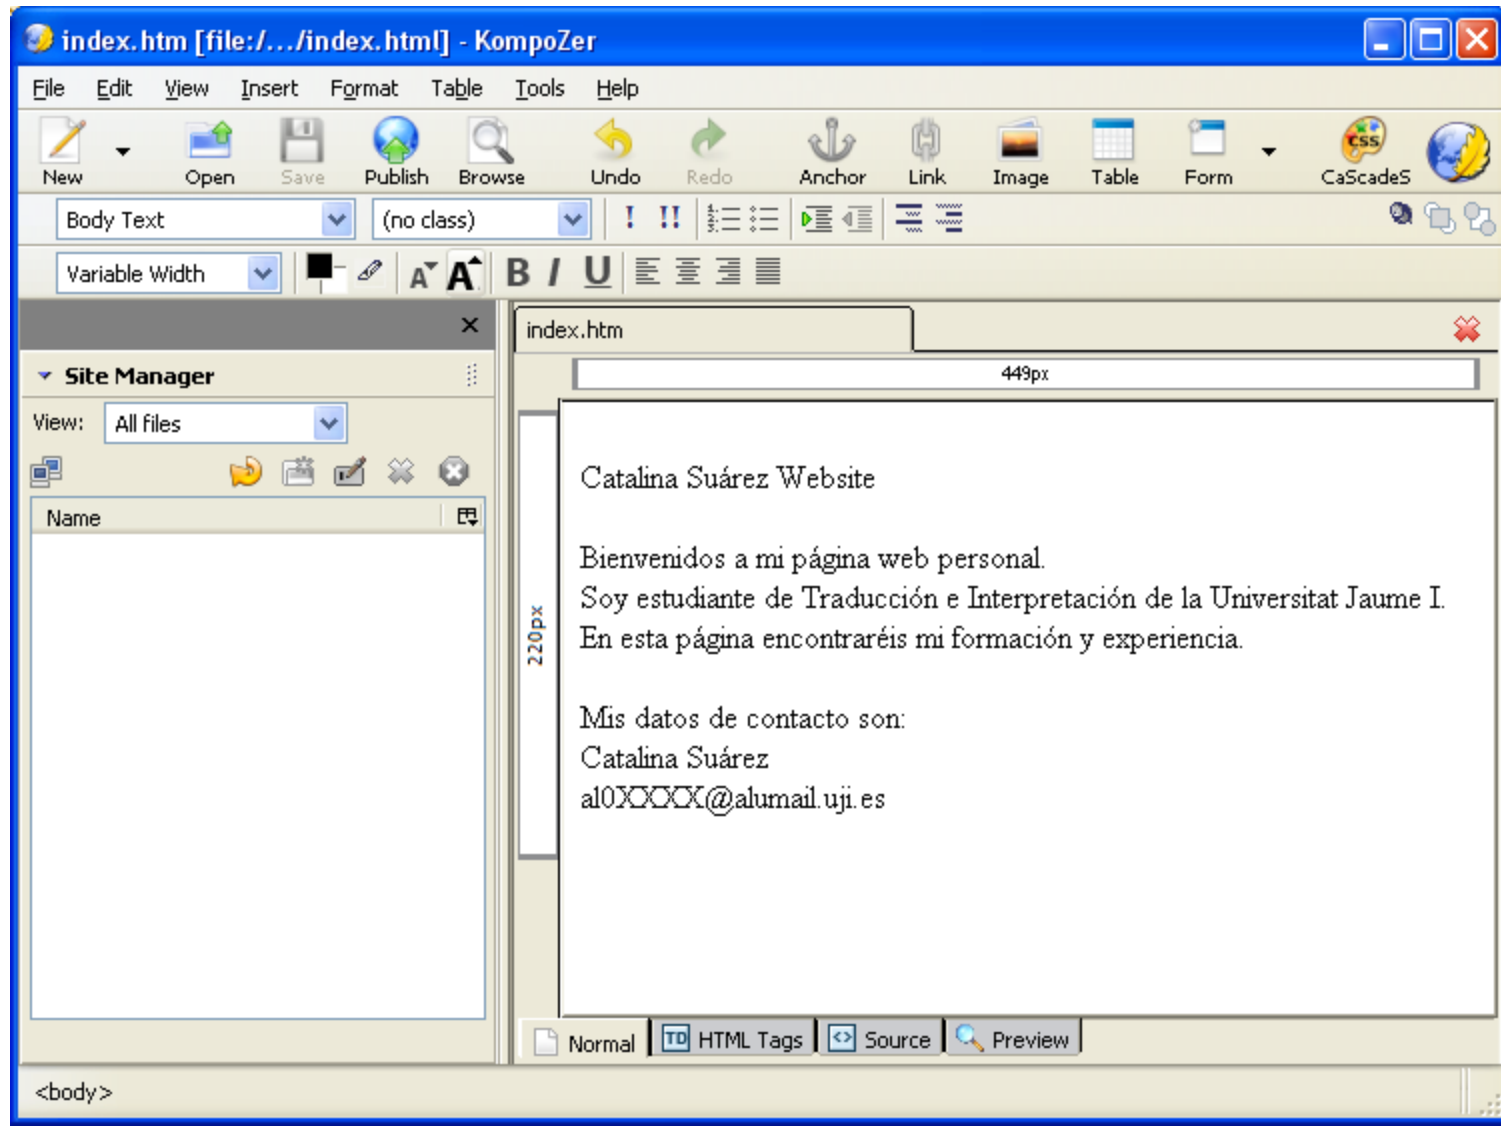 index.htm [file:/.../index.html] - KompoZer
File Edit View Insert Format Table Tools Help
New Open Save Publish Browse Undo Redo Anchor Link Image Table Form CaScadeS
Body Text (no class)
Variable Width
index.htm
Site Manager
449px
View: All files
Name
220px
Catalina Suárez Website
Bienvenidos a mi página web personal.
Soy estudiante de Traducción e Interpretación de la Universitat Jaume I.
En esta página encontraréis mi formación y experiencia.
Mis datos de contacto son:
Catalina Suárez
al0XXXX@alumail.uji.es
Normal HTML Tags Source Preview
<body>